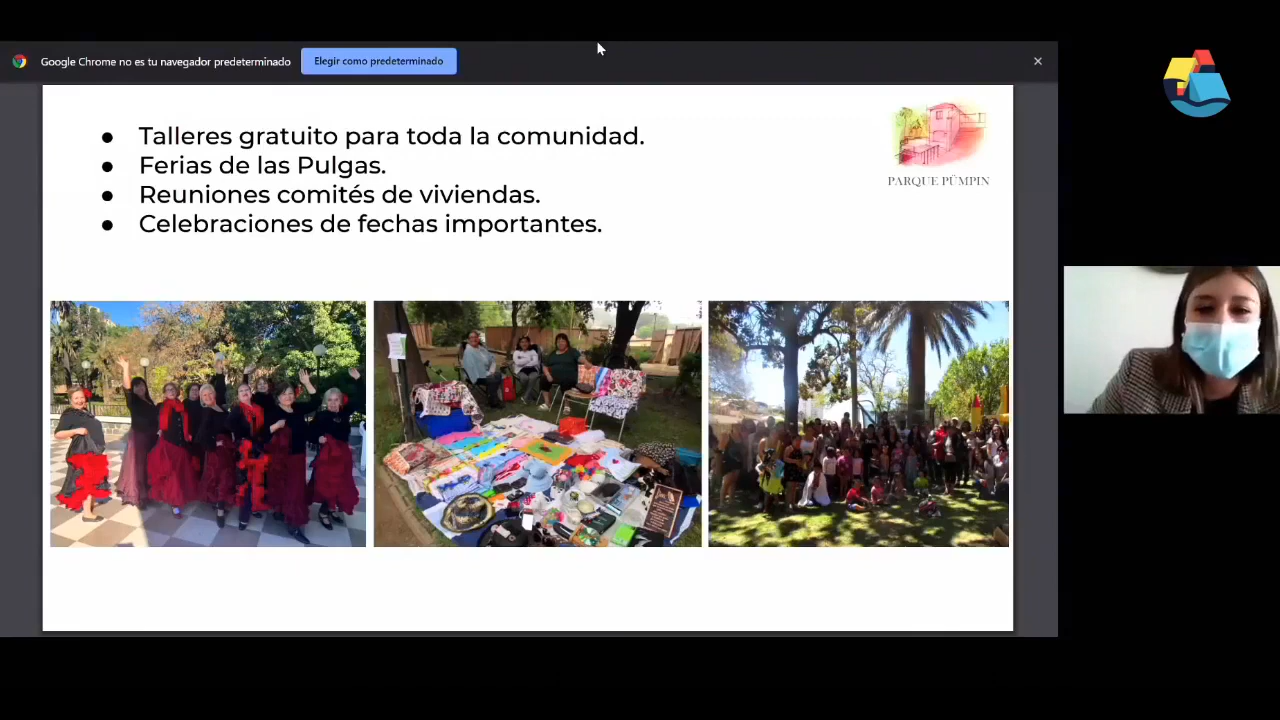 Google Chrome no es tu navegador predeterminado
Elegir como predeterminado
● Talleres gratuito para toda la comunidad.
● Ferias de las Pulgas.
● Reuniones comités de viviendas.
● Celebraciones de fechas importantes.
PARQUE PÜMPIN